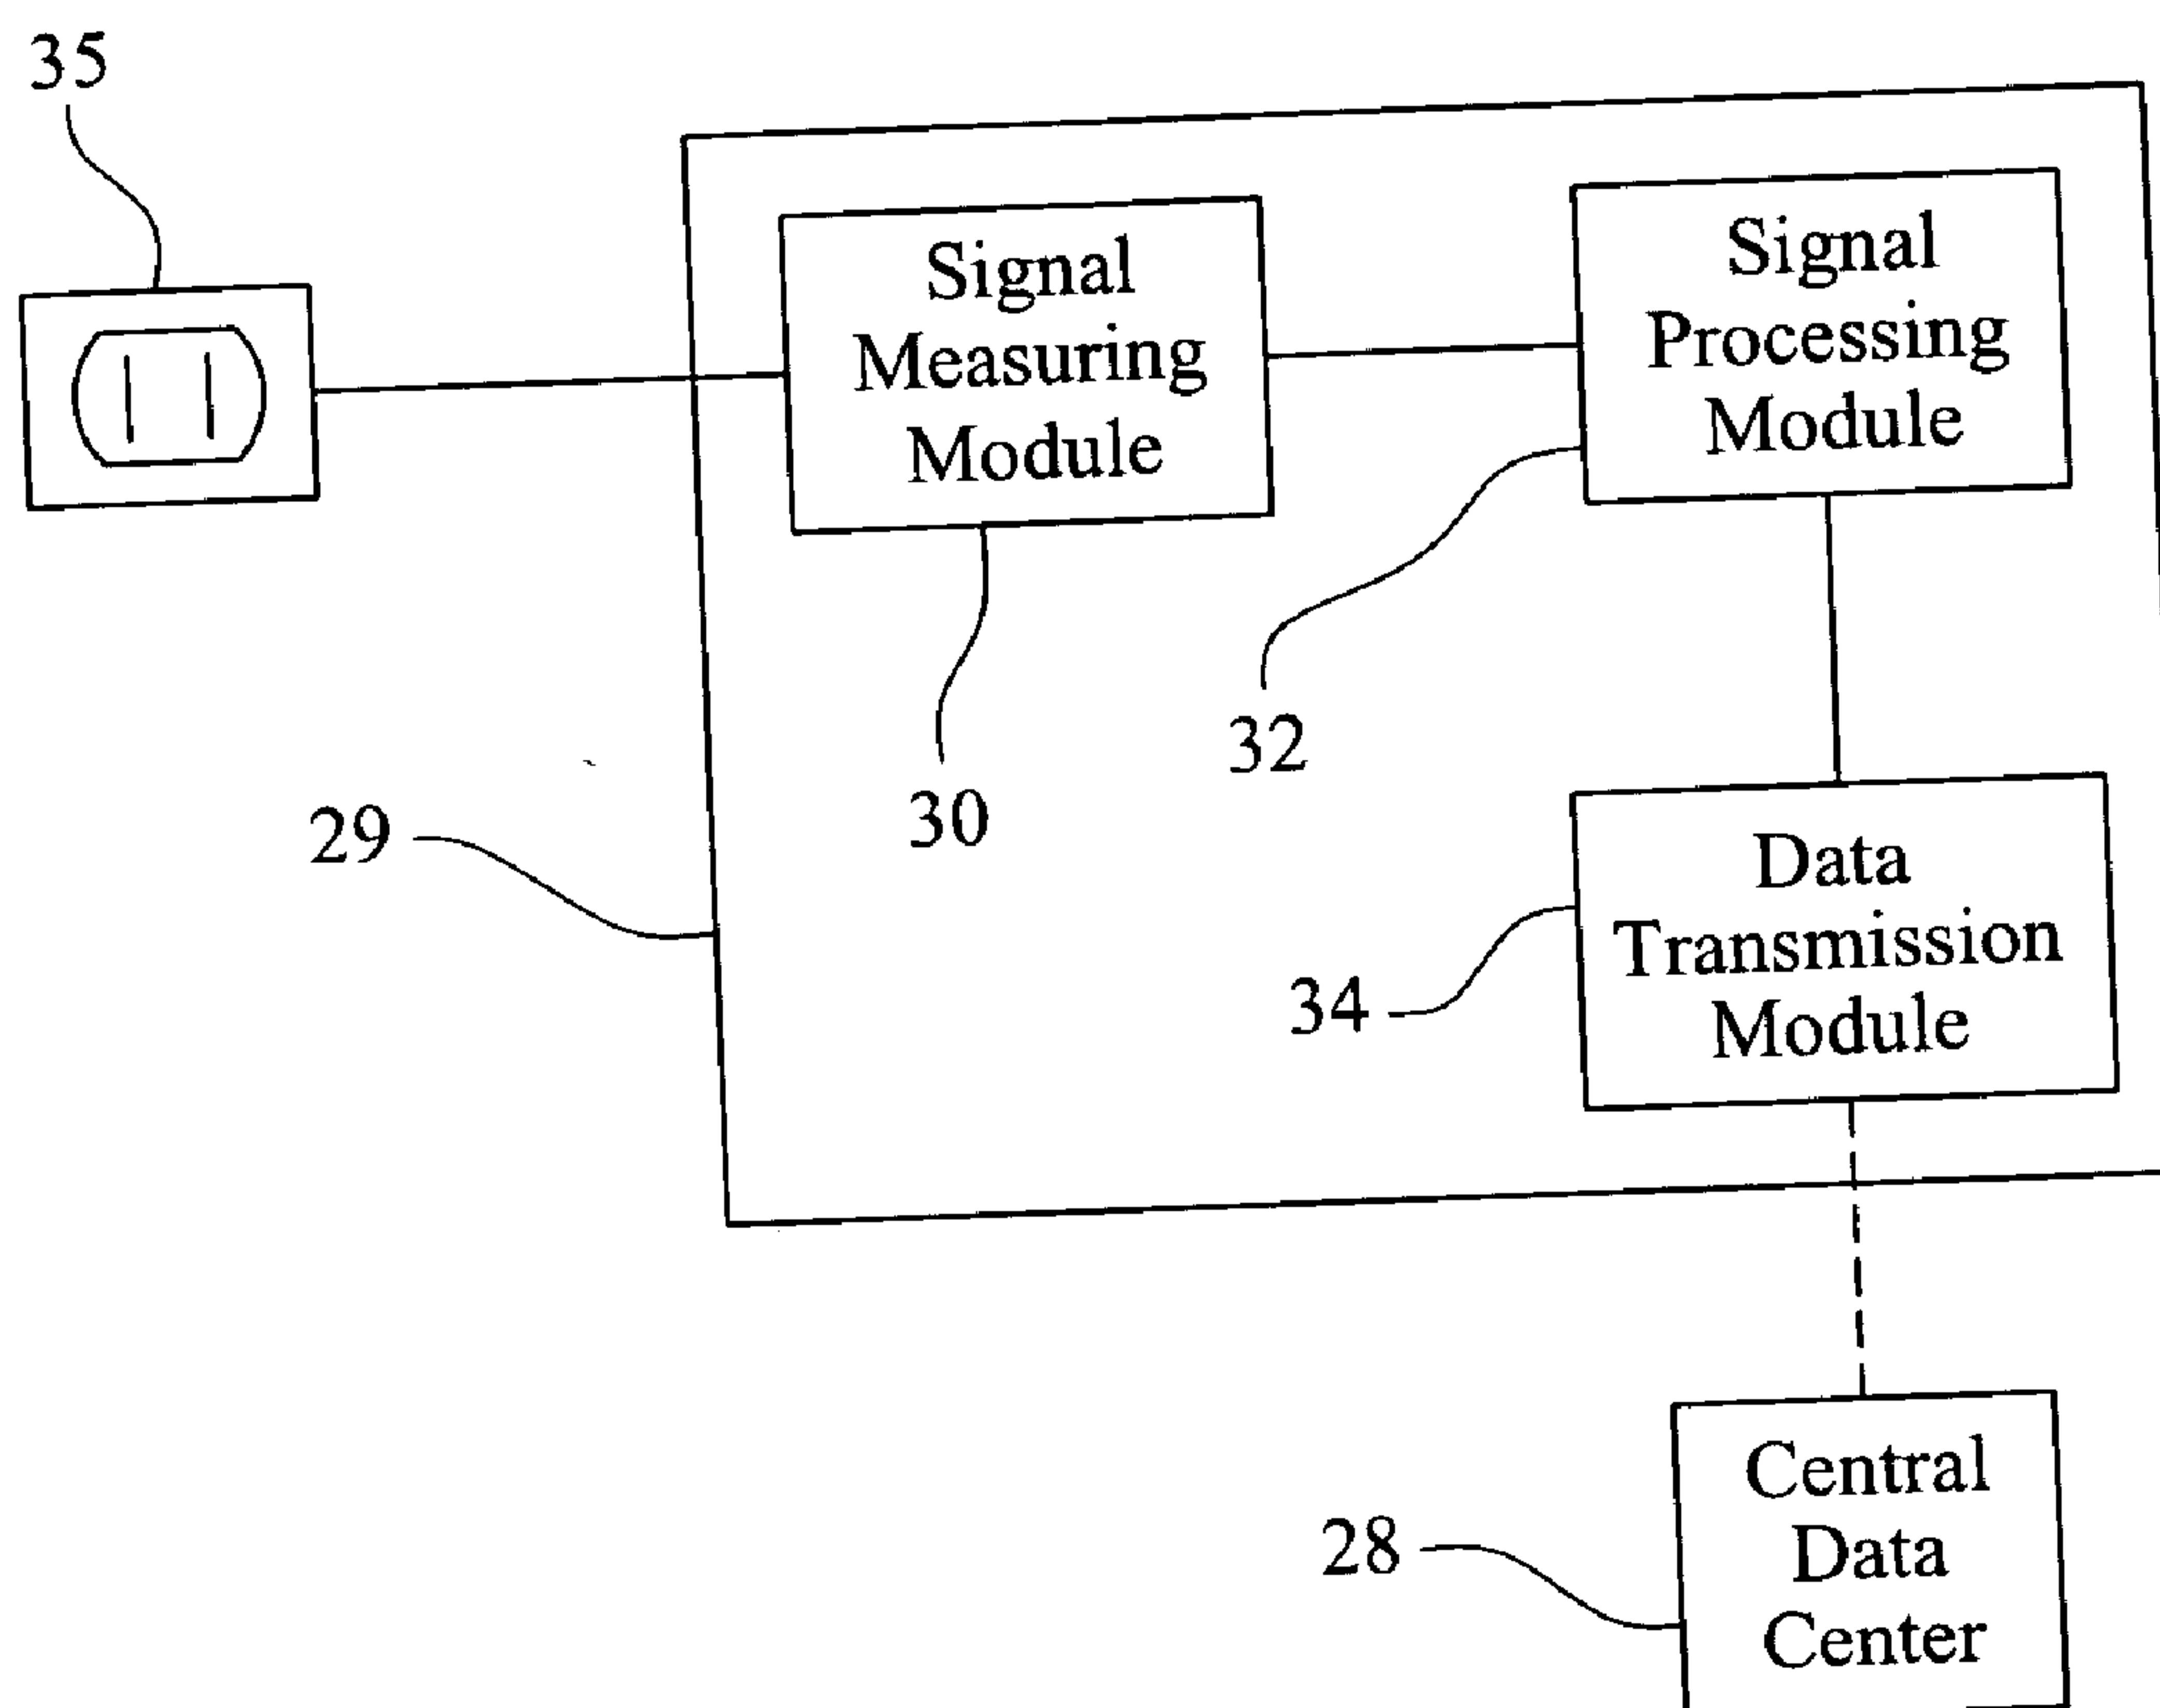 35
Signal
Measuring
Module
Signal
Processing
Module
32
30
29
Data
Transmission
Module
34
Central
Data
Center
28